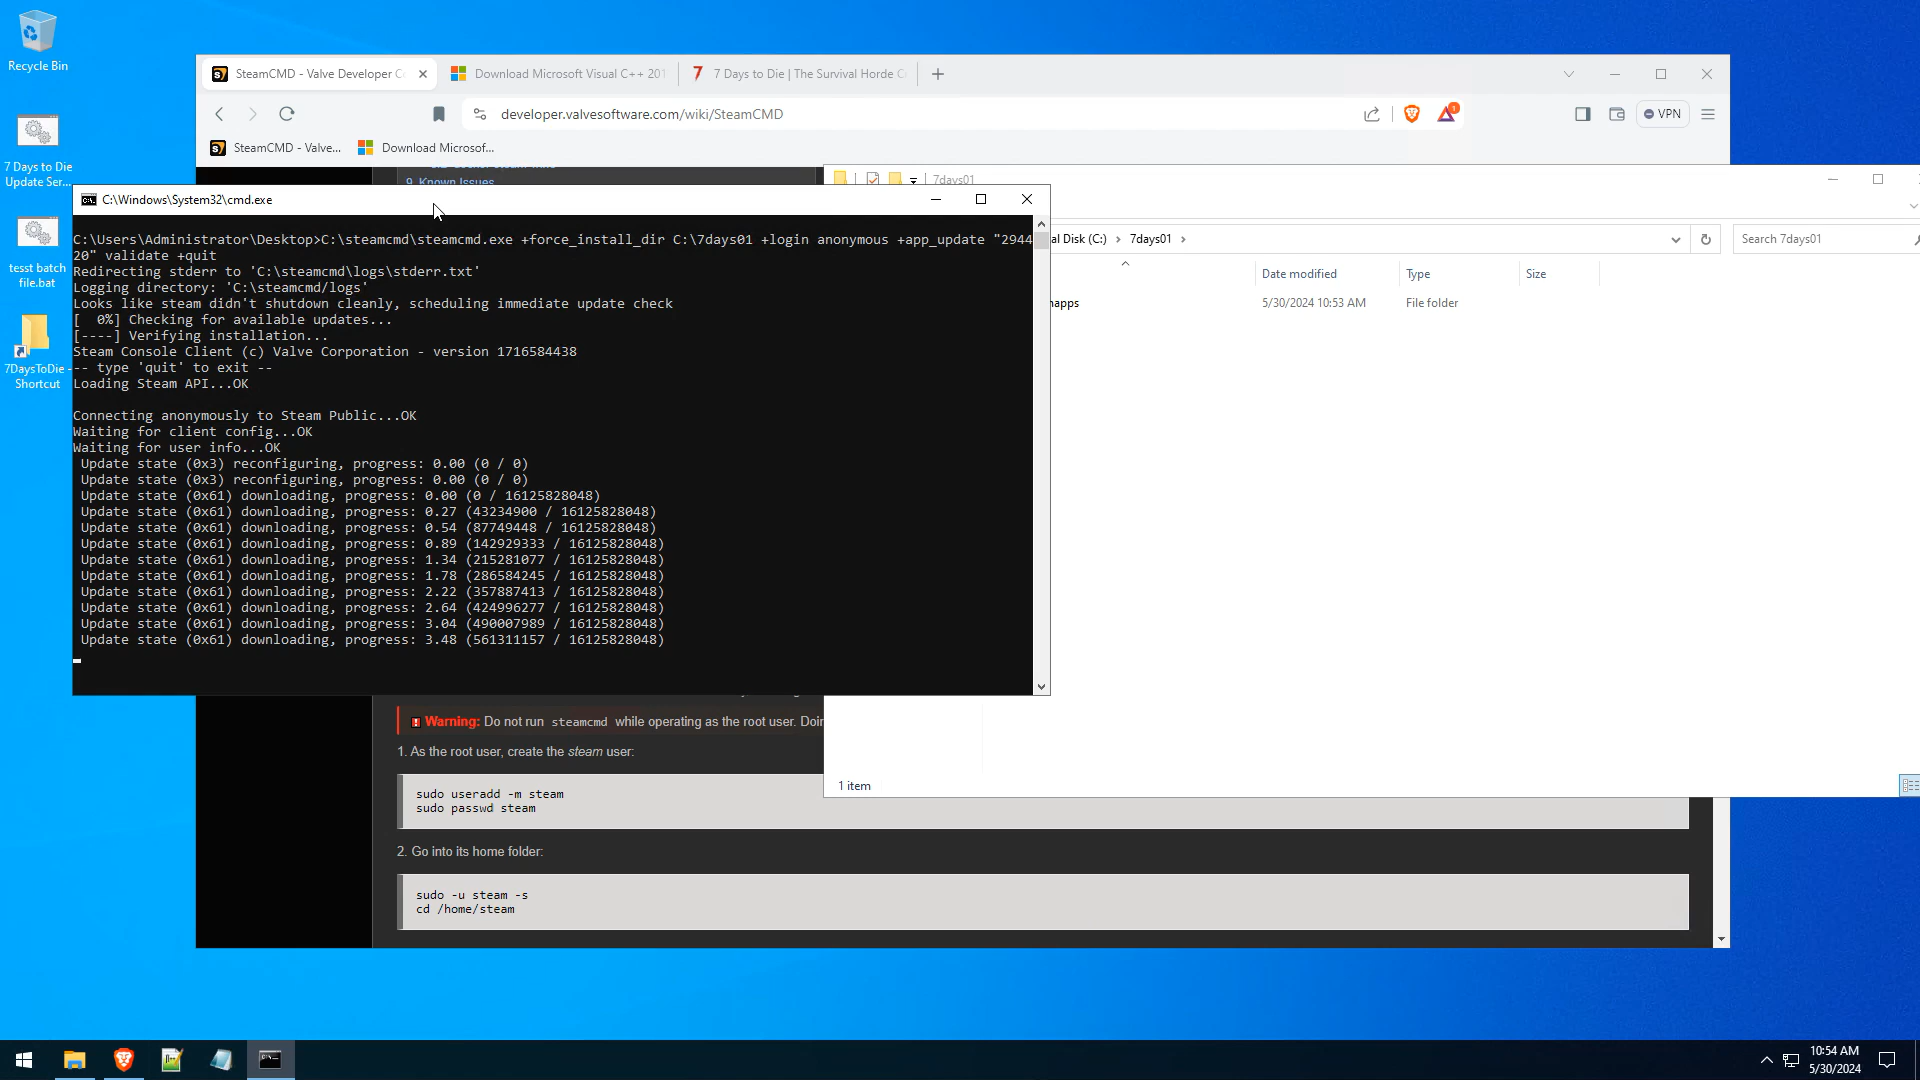 Recycle Bin
7 Days to Die
Update Ser...
tesst batch
file.bat
7DaysToDie -
Shortcut
SteamCMD - Valve Developer Co
Download Microsoft Visual C++ 201
7 Days to Die | The Survival Horde C
developer.valvesoftware.com/wiki/SteamCMD
1
VPN
SteamCMD - Valve...
Download Microsof...
9 Known Issues
7days01
C:\Windows\System32\cmd.exe
al Disk (C:)
7days01
Search 7days01
Date modified
Type
Size
apps
5/30/2024 10:53 AM
File folder
C:\Users\Administrator\Desktop>C:\steamcmd\steamcmd.exe +force_install_dir C:\7days01 +login anonymous +app_update "2944
20" validate +quit
Redirecting stderr to 'C:\steamcmd\logs\stderr.txt'
Logging directory: 'C:\steamcmd/logs'
Looks like steam didn't shutdown cleanly, scheduling immediate update check
[  0%] Checking for available updates...
[----] Verifying installation...
Steam Console Client (c) Valve Corporation - version 1716584438
-- type 'quit' to exit --
Loading Steam API...OK
Connecting anonymously to Steam Public...OK
Waiting for client config...OK
Waiting for user info...OK
Update state (0x3) reconfiguring, progress: 0.00 (0 / 0)
Update state (0x3) reconfiguring, progress: 0.00 (0 / 0)
Update state (0x61) downloading, progress: 0.00 (0 / 16125828048)
Update state (0x61) downloading, progress: 0.27 (43234900 / 16125828048)
Update state (0x61) downloading, progress: 0.54 (87749448 / 16125828048)
Update state (0x61) downloading, progress: 0.89 (142929333 / 16125828048)
Update state (0x61) downloading, progress: 1.34 (215281077 / 16125828048)
Update state (0x61) downloading, progress: 1.78 (286584245 / 16125828048)
Update state (0x61) downloading, progress: 2.22 (357887413 / 16125828048)
Update state (0x61) downloading, progress: 2.64 (424996277 / 16125828048)
Update state (0x61) downloading, progress: 3.04 (490007989 / 16125828048)
Update state (0x61) downloading, progress: 3.48 (561311157 / 16125828048)
Warning: Do not run steamcmd while operating as the root user. Doin
1. As the root user, create the steam user:
sudo useradd -m steam
sudo passwd steam
2. Go into its home folder:
sudo -u steam -s
cd /home/steam
1 item
10:54 AM
5/30/2024